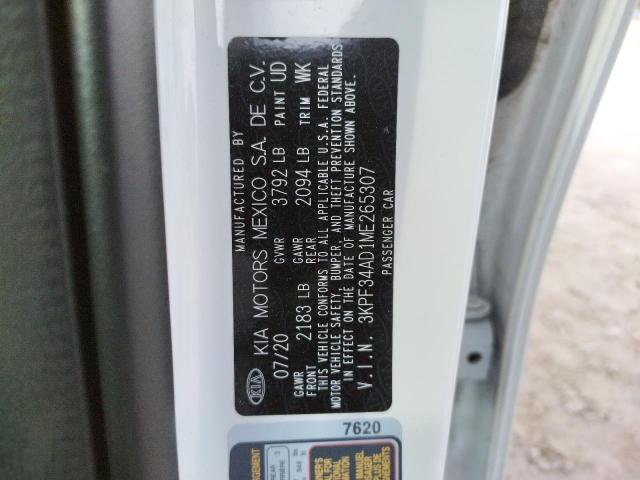 MANUFACTURED BY
KIA KIA MOTORS MEXICO S.A. DE C.V.
07/20 GVWR 3792 LB PAINT UD
GAWR FRONT 2183 LB GAWR REAR 2094 LB TRIM WK
THIS VEHICLE CONFORMS TO ALL APPLICABLE U.S.A. FEDERAL
MOTOR VEHICLE SAFETY, BUMPER, AND THEFT PREVENTION STANDARDS
IN EFFECT ON THE DATE OF MANUFACTURE SHOWN ABOVE.
V.I.N. 3KPF34AD1ME265307
PASSENGER CAR
7620